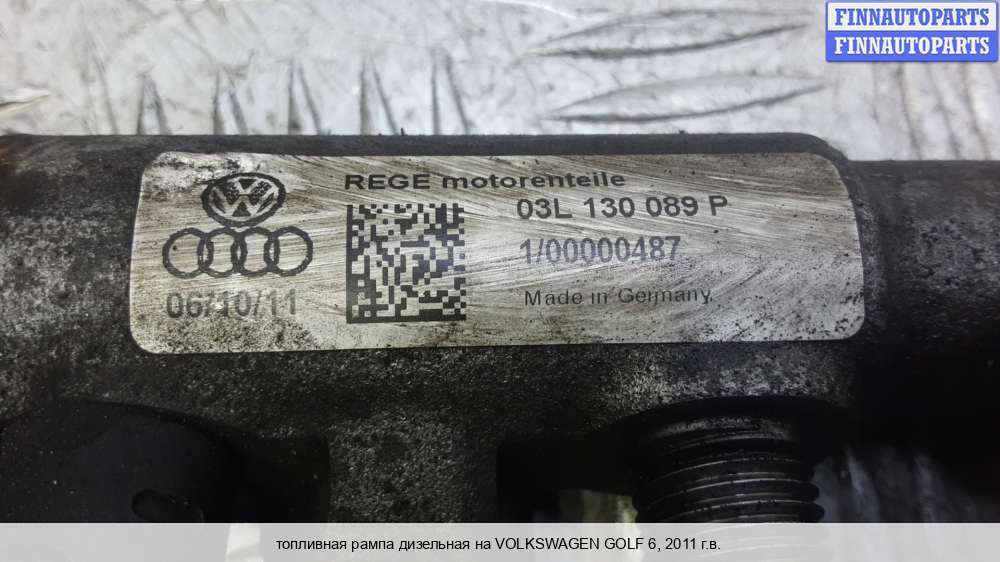 FINNAUTOPARTS
FINNAUTOPARTS
REGE motorenteile
03L 130 089 P
1/00000487
06/10/11
Made in Germany
топливная рампа дизельная на VOLKSWAGEN GOLF 6, 2011 г.в.